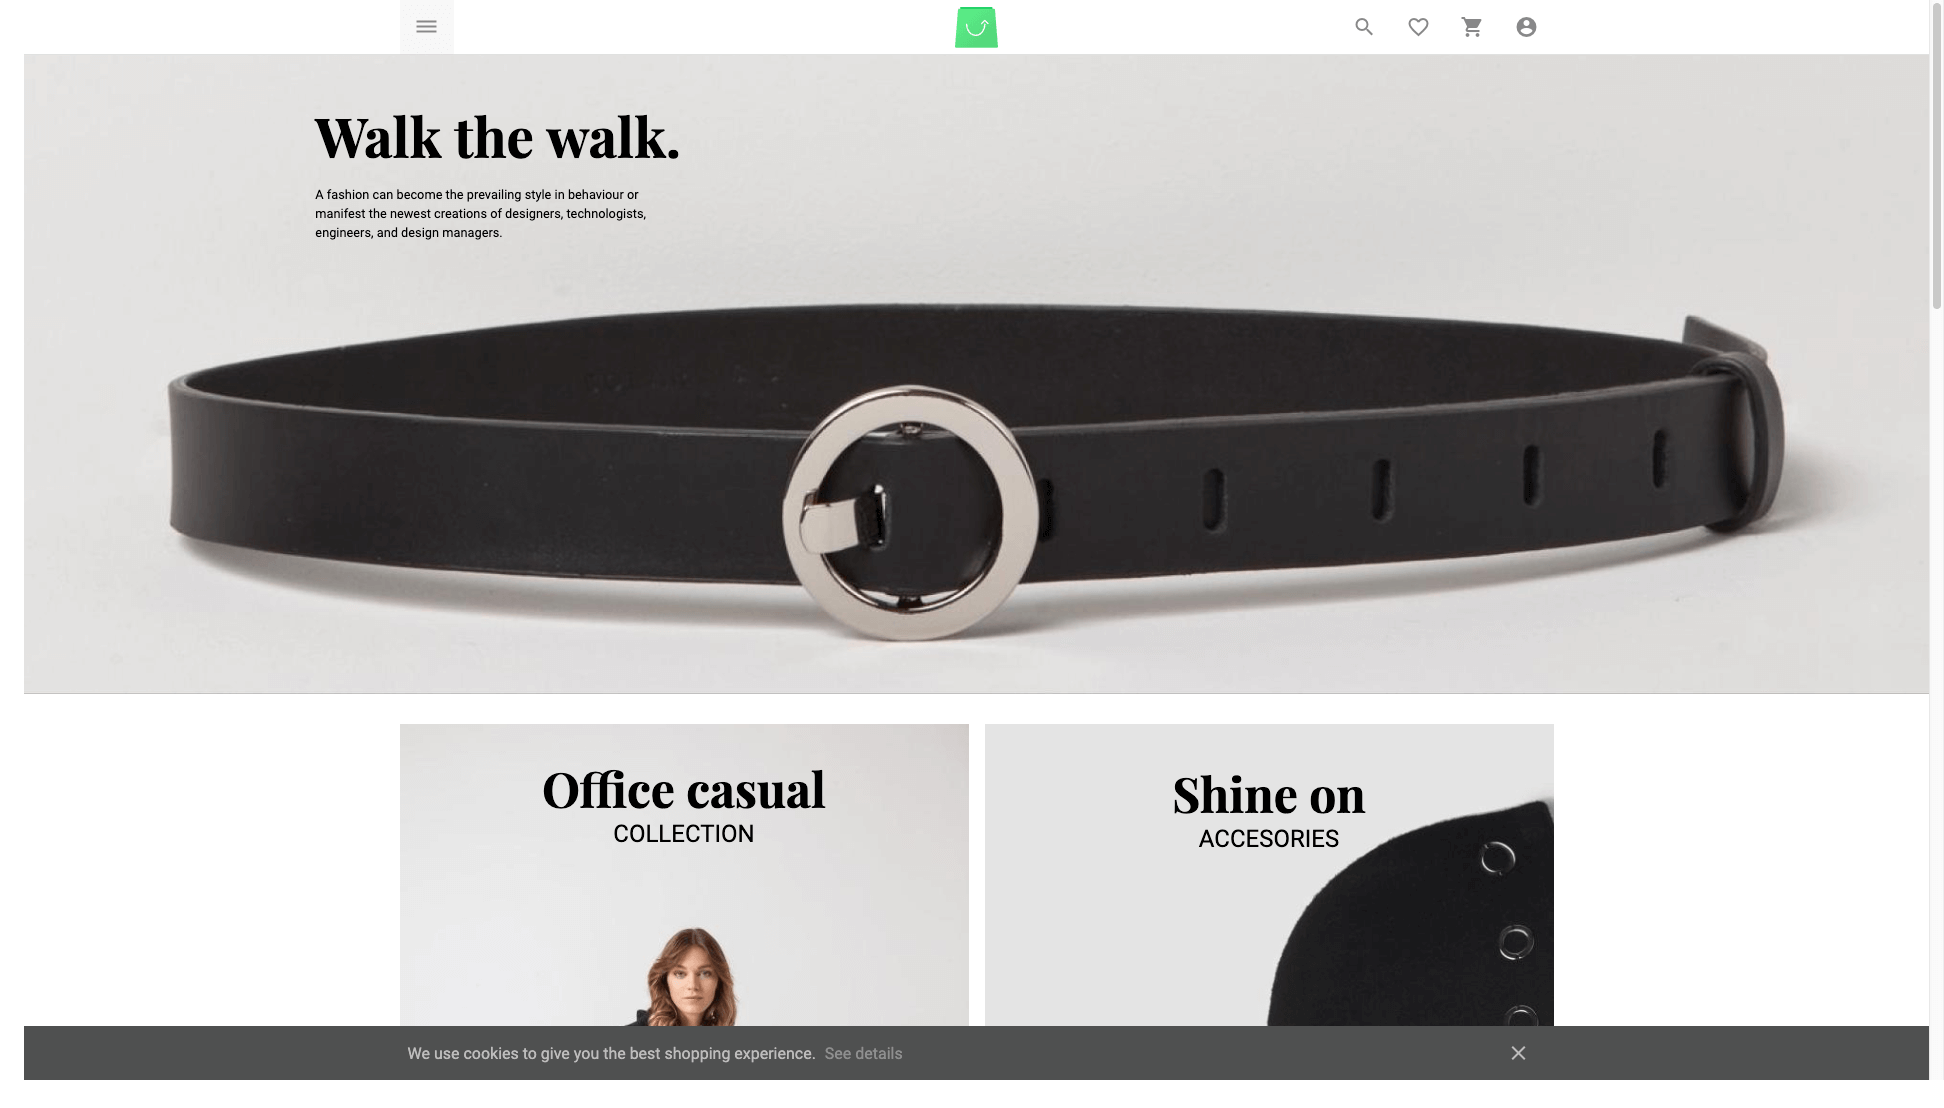 Walk the walk.
A fashion can become the prevailing style in behaviour or
manifest the newest creations of designers, technologists,
engineers, and design managers.
Office casual
COLLECTION
Shine on
ACCESORIES
We use cookies to give you the best shopping experience. See details